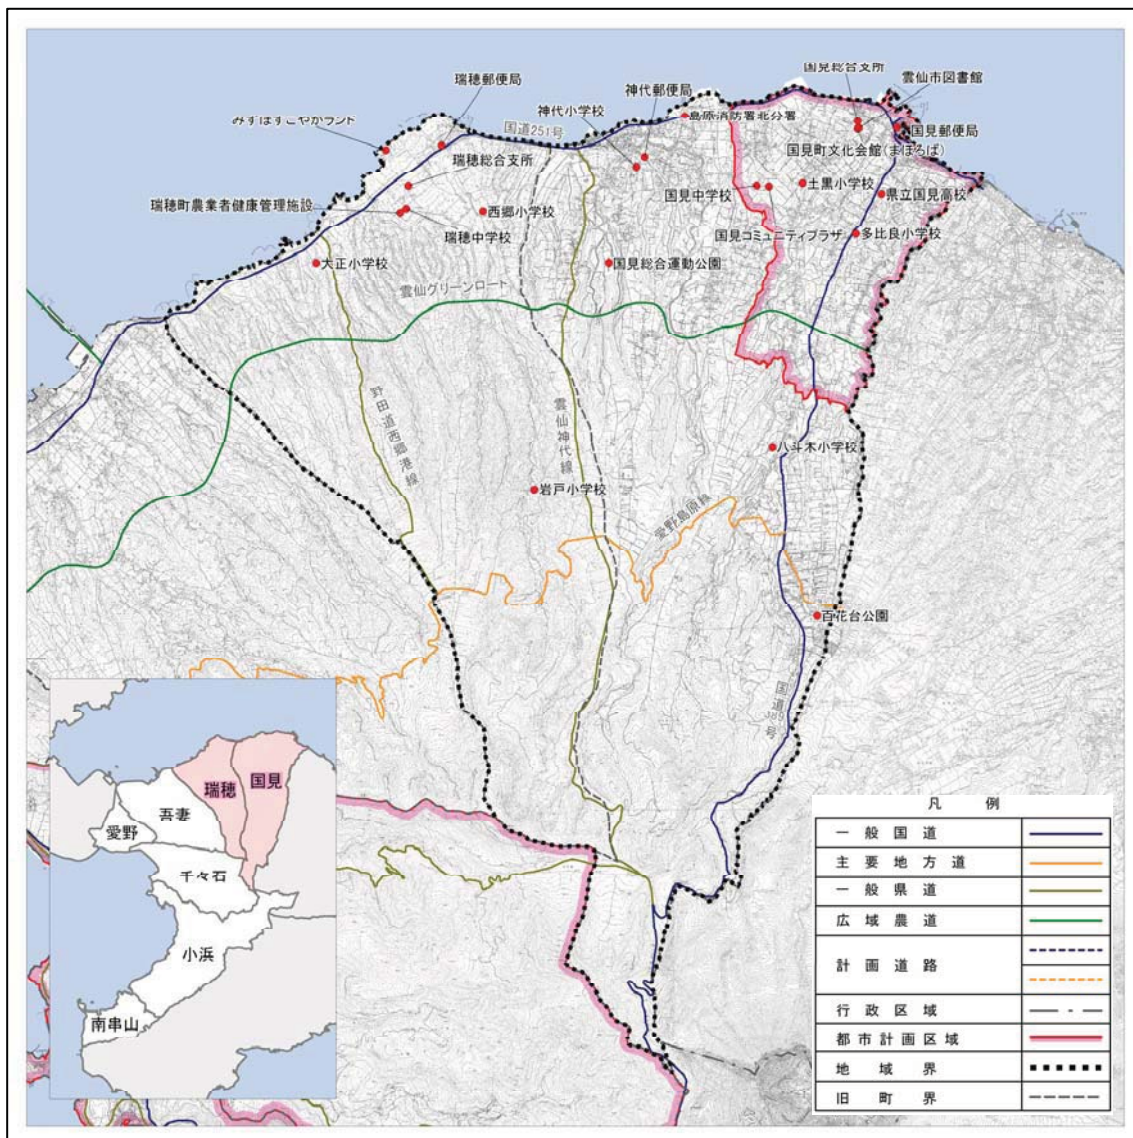 国見総合支所
雲仙市図書館
瑞穂郵便局
神代郵便局
神代小学校
みずほすこやかランド
国道251号
島原消防署北分署
国見郵便局
国見町文化会館(まほろば)
瑞穂総合支所
国見中学校
土黒小学校
県立国見高校
瑞穂町農業者健康管理施設
西郷小学校
瑞穂中学校
国見コミュニティプラザ
多比良小学校
大正小学校
国見総合運動公園
雲仙グリーンロード
雲仙神代線
八斗木小学校
岩戸小学校
愛野島原線
百花台公園
国道389号
瑞穂
国見
吾妻
愛野
千々石
小浜
南串山
凡 例
一般国道
主要地方道
一般県道
広域農道
計画道路
行政区域
都市計画区域
地域界
旧町界